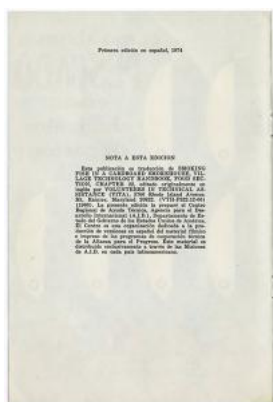 Primera edición en español, 1974
NOTA A ESTA EDICION
Esta publicación es traducción de SMOKING
FISH IN A CARDBOARD SMOKEHOUSE, VIL-
LAGE TECHNOLOGY HANDBOOK, FOOD SEC-
TION, CHAPTER III, editado originalmente en
inglés por VOLUNTEERS IN TECHNICAL AS-
SISTANCE (VITA), 3706 Rhode Island Avenue,
Mt. Rainier, Maryland 20822.
La presente edición la preparó el Centro
Regional de Ayuda Técnica, Agencia para el Des-
arrollo Internacional (A.I.D.), Departamento de Es-
tado del Gobierno de los Estados Unidos de América.
El Centro es una organización dedicada a la pro-
ducción de versiones en español del material fílmico
e impreso de los programas de cooperación técnica
de la Alianza para el Progreso. Este material es
distribuido exclusivamente a través de las Misiones
de A.I.D. en cada país latinoamericano.